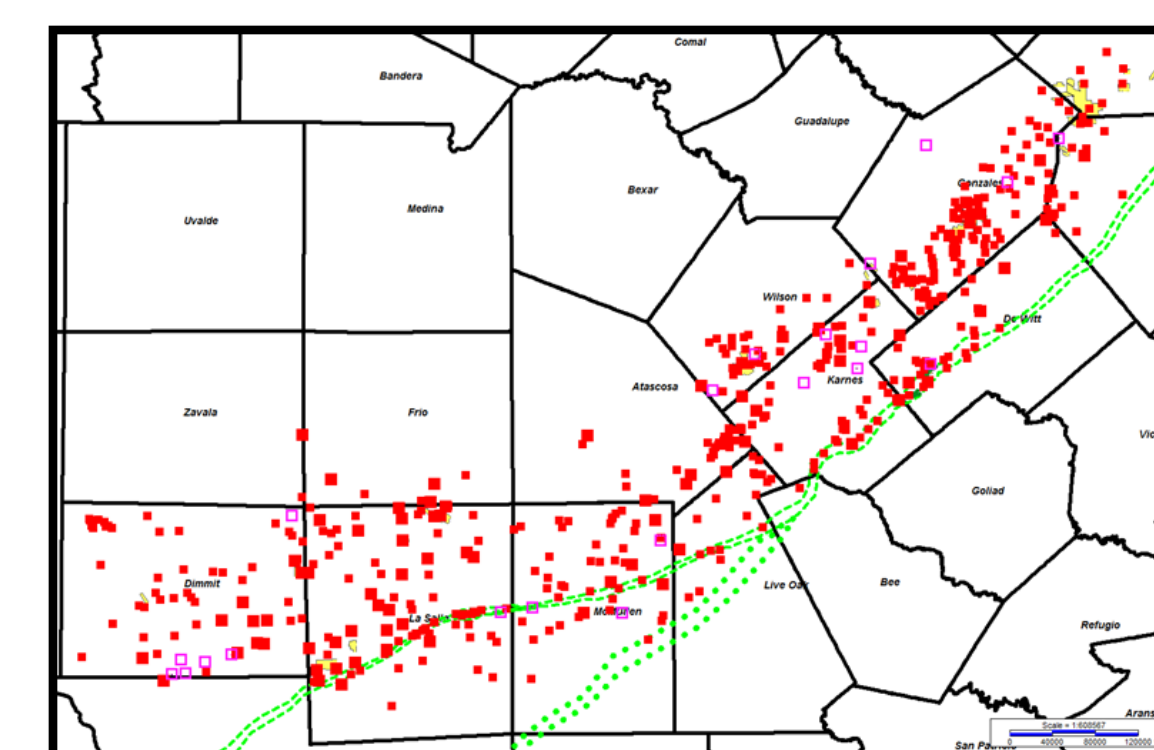 Comal
Bandera
Guadalupe
Gonzales
Bexar
Medina
Uvalde
Wilson
De Witt
Karnes
Atascosa
Zavala
Frio
Vic
Goliad
Dimmit
Live Oak
Bee
La Salle
McMullen
Refugio
Arans
Scale = 1:608567
0 40000 80000 120000
San Patricio